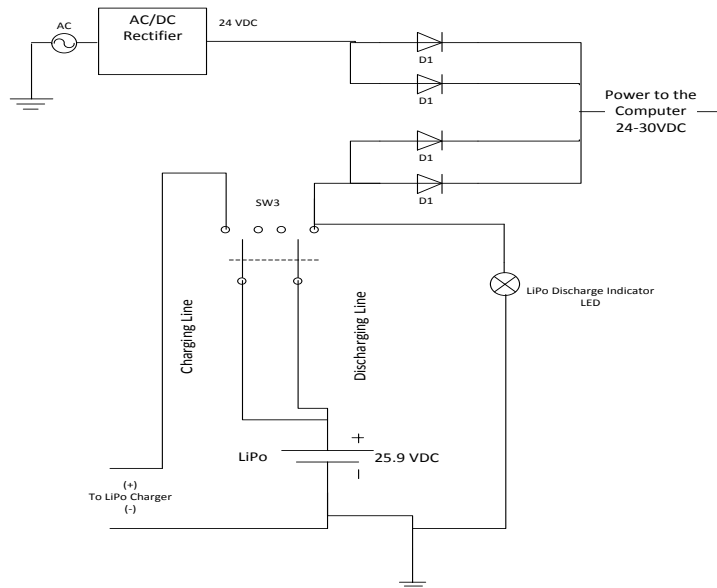 AC
AC/DC
Rectifier
24 VDC
D1
D1
Power to the
Computer
24-30VDC
D1
D1
SW3
Charging Line
Discharging Line
LiPo Discharge Indicator
LED
LiPo
+
25.9 VDC
−
(+)
To LiPo Charger
(-)